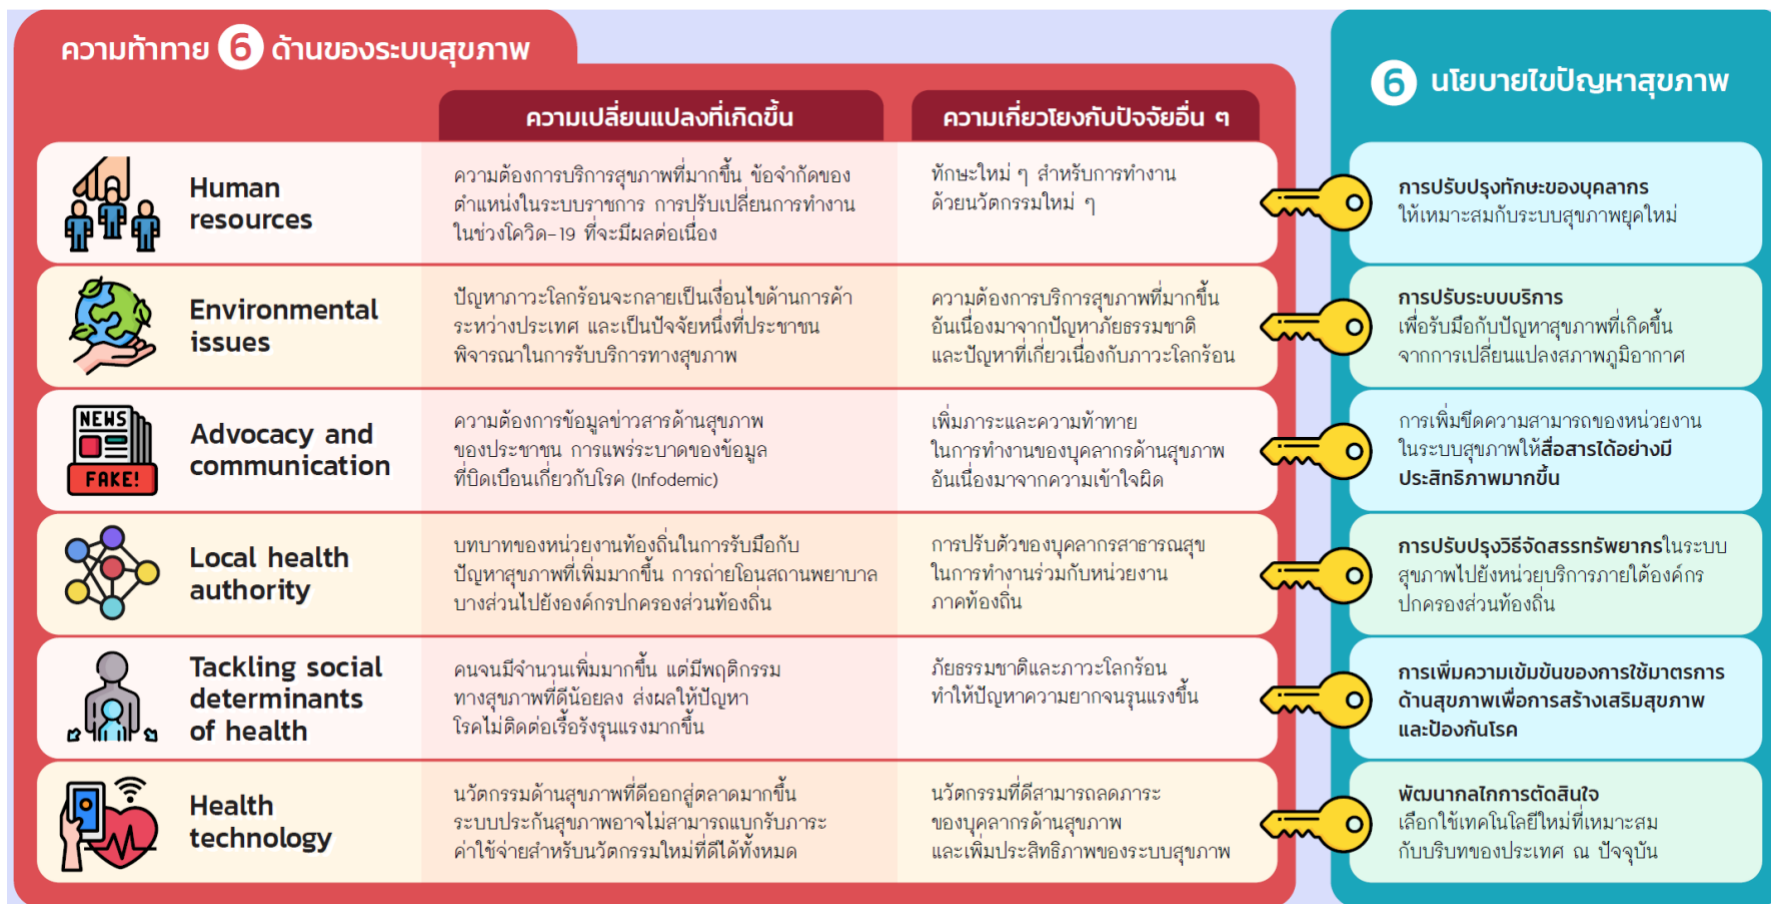 ความท้าทาย 6 ด้านของระบบสุขภาพ
6 นโยบายไขปัญหาสุขภาพ
ความเปลี่ยนแปลงที่เกิดขึ้น
ความเกี่ยวโยงกับปัจจัยอื่น ๆ
Human
resources
ความต้องการบริการสุขภาพที่มากขึ้น ข้อจำกัดของ
ตำแหน่งในระบบราชการ การปรับเปลี่ยนการทำงาน
ในช่วงโควิด-19 ที่จะมีผลต่อเนื่อง
ทักษะใหม่ ๆ สำหรับการทำงาน
ด้วยนวัตกรรมใหม่ ๆ
การปรับปรุงทักษะของบุคลากร
ให้เหมาะสมกับระบบสุขภาพยุคใหม่
Environmental
issues
ปัญหาภาวะโลกร้อนจะกลายเป็นเงื่อนไขด้านการค้า
ระหว่างประเทศ และเป็นปัจจัยหนึ่งที่ประชาชน
พิจารณาในการรับบริการทางสุขภาพ
ความต้องการบริการสุขภาพที่มากขึ้น
อันเนื่องมาจากปัญหาภัยธรรมชาติ
และปัญหาที่เกี่ยวเนื่องกับภาวะโลกร้อน
การปรับระบบบริการ
เพื่อรับมือกับปัญหาสุขภาพที่เกิดขึ้น
จากการเปลี่ยนแปลงสภาพภูมิอากาศ
NEWS
FAKE!
Advocacy and
communication
ความต้องการข้อมูลข่าวสารด้านสุขภาพ
ของประชาชน การแพร่ระบาดของข้อมูล
ที่บิดเบือนเกี่ยวกับโรค (Infodemic)
เพิ่มภาระและความท้าทาย
ในการทำงานของบุคลากรด้านสุขภาพ
อันเนื่องมาจากความเข้าใจผิด
การเพิ่มขีดความสามารถของหน่วยงาน
ในระบบสุขภาพให้สื่อสารได้อย่างมี
ประสิทธิภาพมากขึ้น
Local health
authority
บทบาทของหน่วยงานท้องถิ่นในการรับมือกับ
ปัญหาสุขภาพที่เพิ่มมากขึ้น การถ่ายโอนสถานพยาบาล
บางส่วนไปยังองค์กรปกครองส่วนท้องถิ่น
การปรับตัวของบุคลากรสาธารณสุข
ในการทำงานร่วมกับหน่วยงาน
ภาคท้องถิ่น
การปรับปรุงวิธีจัดสรรทรัพยากรในระบบ
สุขภาพไปยังหน่วยบริการภายใต้องค์กร
ปกครองส่วนท้องถิ่น
Tackling social
determinants
of health
คนจนมีจำนวนเพิ่มมากขึ้น แต่มีพฤติกรรม
ทางสุขภาพที่ดีน้อยลง ส่งผลให้ปัญหา
โรคไม่ติดต่อเรื้อรังรุนแรงมากขึ้น
ภัยธรรมชาติและภาวะโลกร้อน
ทำให้ปัญหาความยากจนรุนแรงขึ้น
การเพิ่มความเข้มข้นของการใช้มาตรการ
ด้านสุขภาพเพื่อการสร้างเสริมสุขภาพ
และป้องกันโรค
Health
technology
นวัตกรรมด้านสุขภาพที่ดีออกสู่ตลาดมากขึ้น
ระบบประกันสุขภาพอาจไม่สามารถแบกรับภาระ
ค่าใช้จ่ายสำหรับนวัตกรรมใหม่ที่ดีได้ทั้งหมด
นวัตกรรมที่ดีสามารถลดภาระ
ของบุคลากรด้านสุขภาพ
และเพิ่มประสิทธิภาพของระบบสุขภาพ
พัฒนากลไกการตัดสินใจ
เลือกใช้เทคโนโลยีใหม่ที่เหมาะสม
กับบริบทของประเทศ ณ ปัจจุบัน